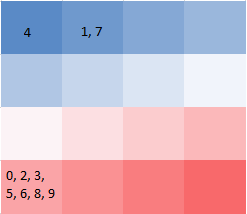 4
1, 7
0, 2, 3,
5, 6, 8, 9